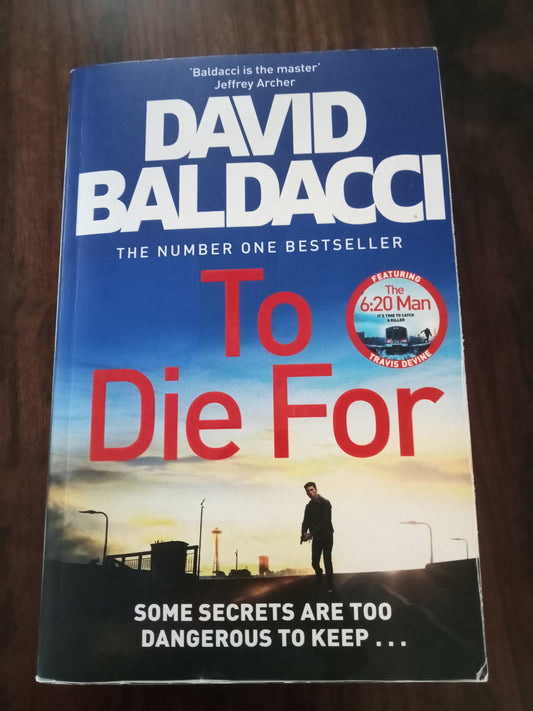 'Baldacci is the master'
Jeffrey Archer
DAVID
BALDACCI
THE NUMBER ONE BESTSELLER
FEATURING
The
6:20 Man
IT'S TIME TO CATCH
A KILLER
TRAVIS DEVINE
To
Die For
SOME SECRETS ARE TOO
DANGEROUS TO KEEP . . .